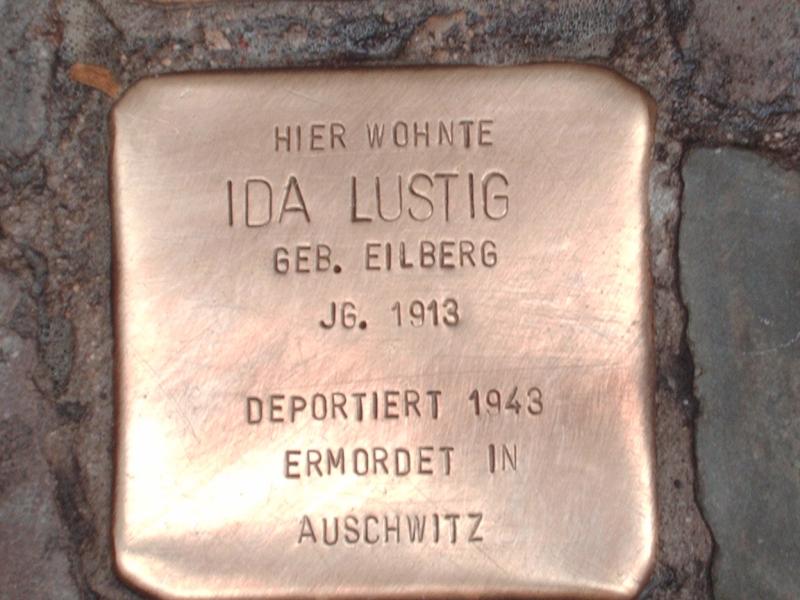 HIER WOHNTE
IDA LUSTIG
GEB. EILBERG
JG. 1913
DEPORTIERT 1943
ERMORDET IN
AUSCHWITZ